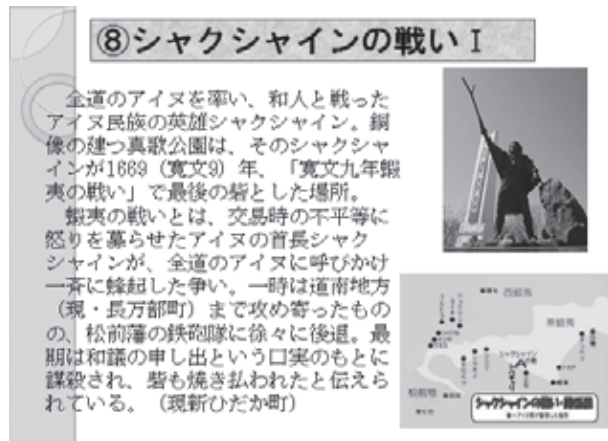 ⑧シャクシャインの戦い Ⅰ
全道のアイヌを率い、和人と戦った
アイヌ民族の英雄シャクシャイン。銅
像の建つ真歌公園は、そのシャクシャ
インが1669（寛文9）年、「寛文九年蝦
夷の戦い」で最後の砦とした場所。
蝦夷の戦いとは、交易時の不平等に
怒りを募らせたアイヌの首長シャク
シャインが、全道のアイヌに呼びかけ
一斉に蜂起した争い。一時は道南地方
（現・長万部町）まで攻め寄ったもの
の、松前藩の鉄砲隊に徐々に後退。最
期は和議の申し出という口実のもとに
謀殺され、砦も焼き払われたと伝えら
れている。（現新ひだか町）
西蝦夷
東蝦夷
シャクシャイン
松前地
シャクシャインの戦い・関係図